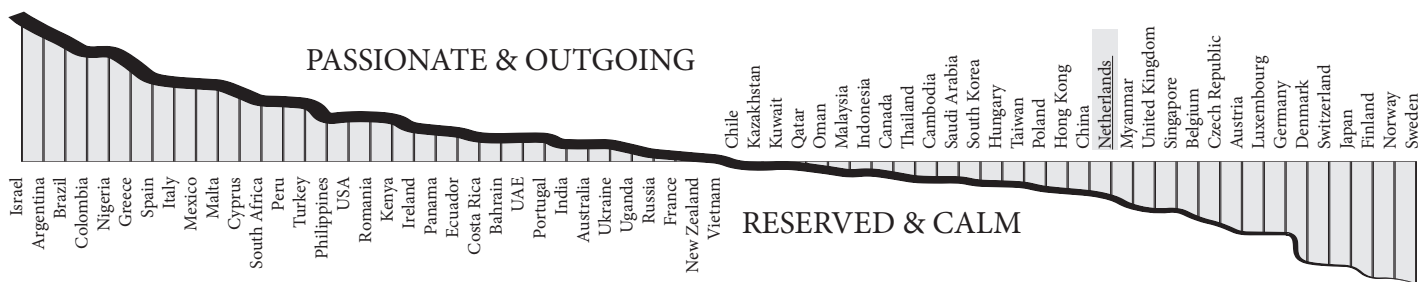 PASSIONATE & OUTGOING
Israel
Argentina
Brazil
Colombia
Nigeria
Greece
Spain
Italy
Mexico
Malta
Cyprus
South Africa
Peru
Turkey
Philippines
USA
Romania
Kenya
Ireland
Panama
Ecuador
Costa Rica
Bahrain
UAE
Portugal
India
Australia
Ukraine
Uganda
Russia
France
New Zealand
Vietnam
Chile
Kazakhstan
Kuwait
Qatar
Oman
Malaysia
Indonesia
Canada
Thailand
Cambodia
Saudi Arabia
South Korea
Hungary
Taiwan
Poland
Hong Kong
China
Netherlands
Myanmar
United Kingdom
Singapore
Belgium
Czech Republic
Austria
Luxembourg
Germany
Denmark
Switzerland
Japan
Finland
Norway
Sweden
RESERVED & CALM